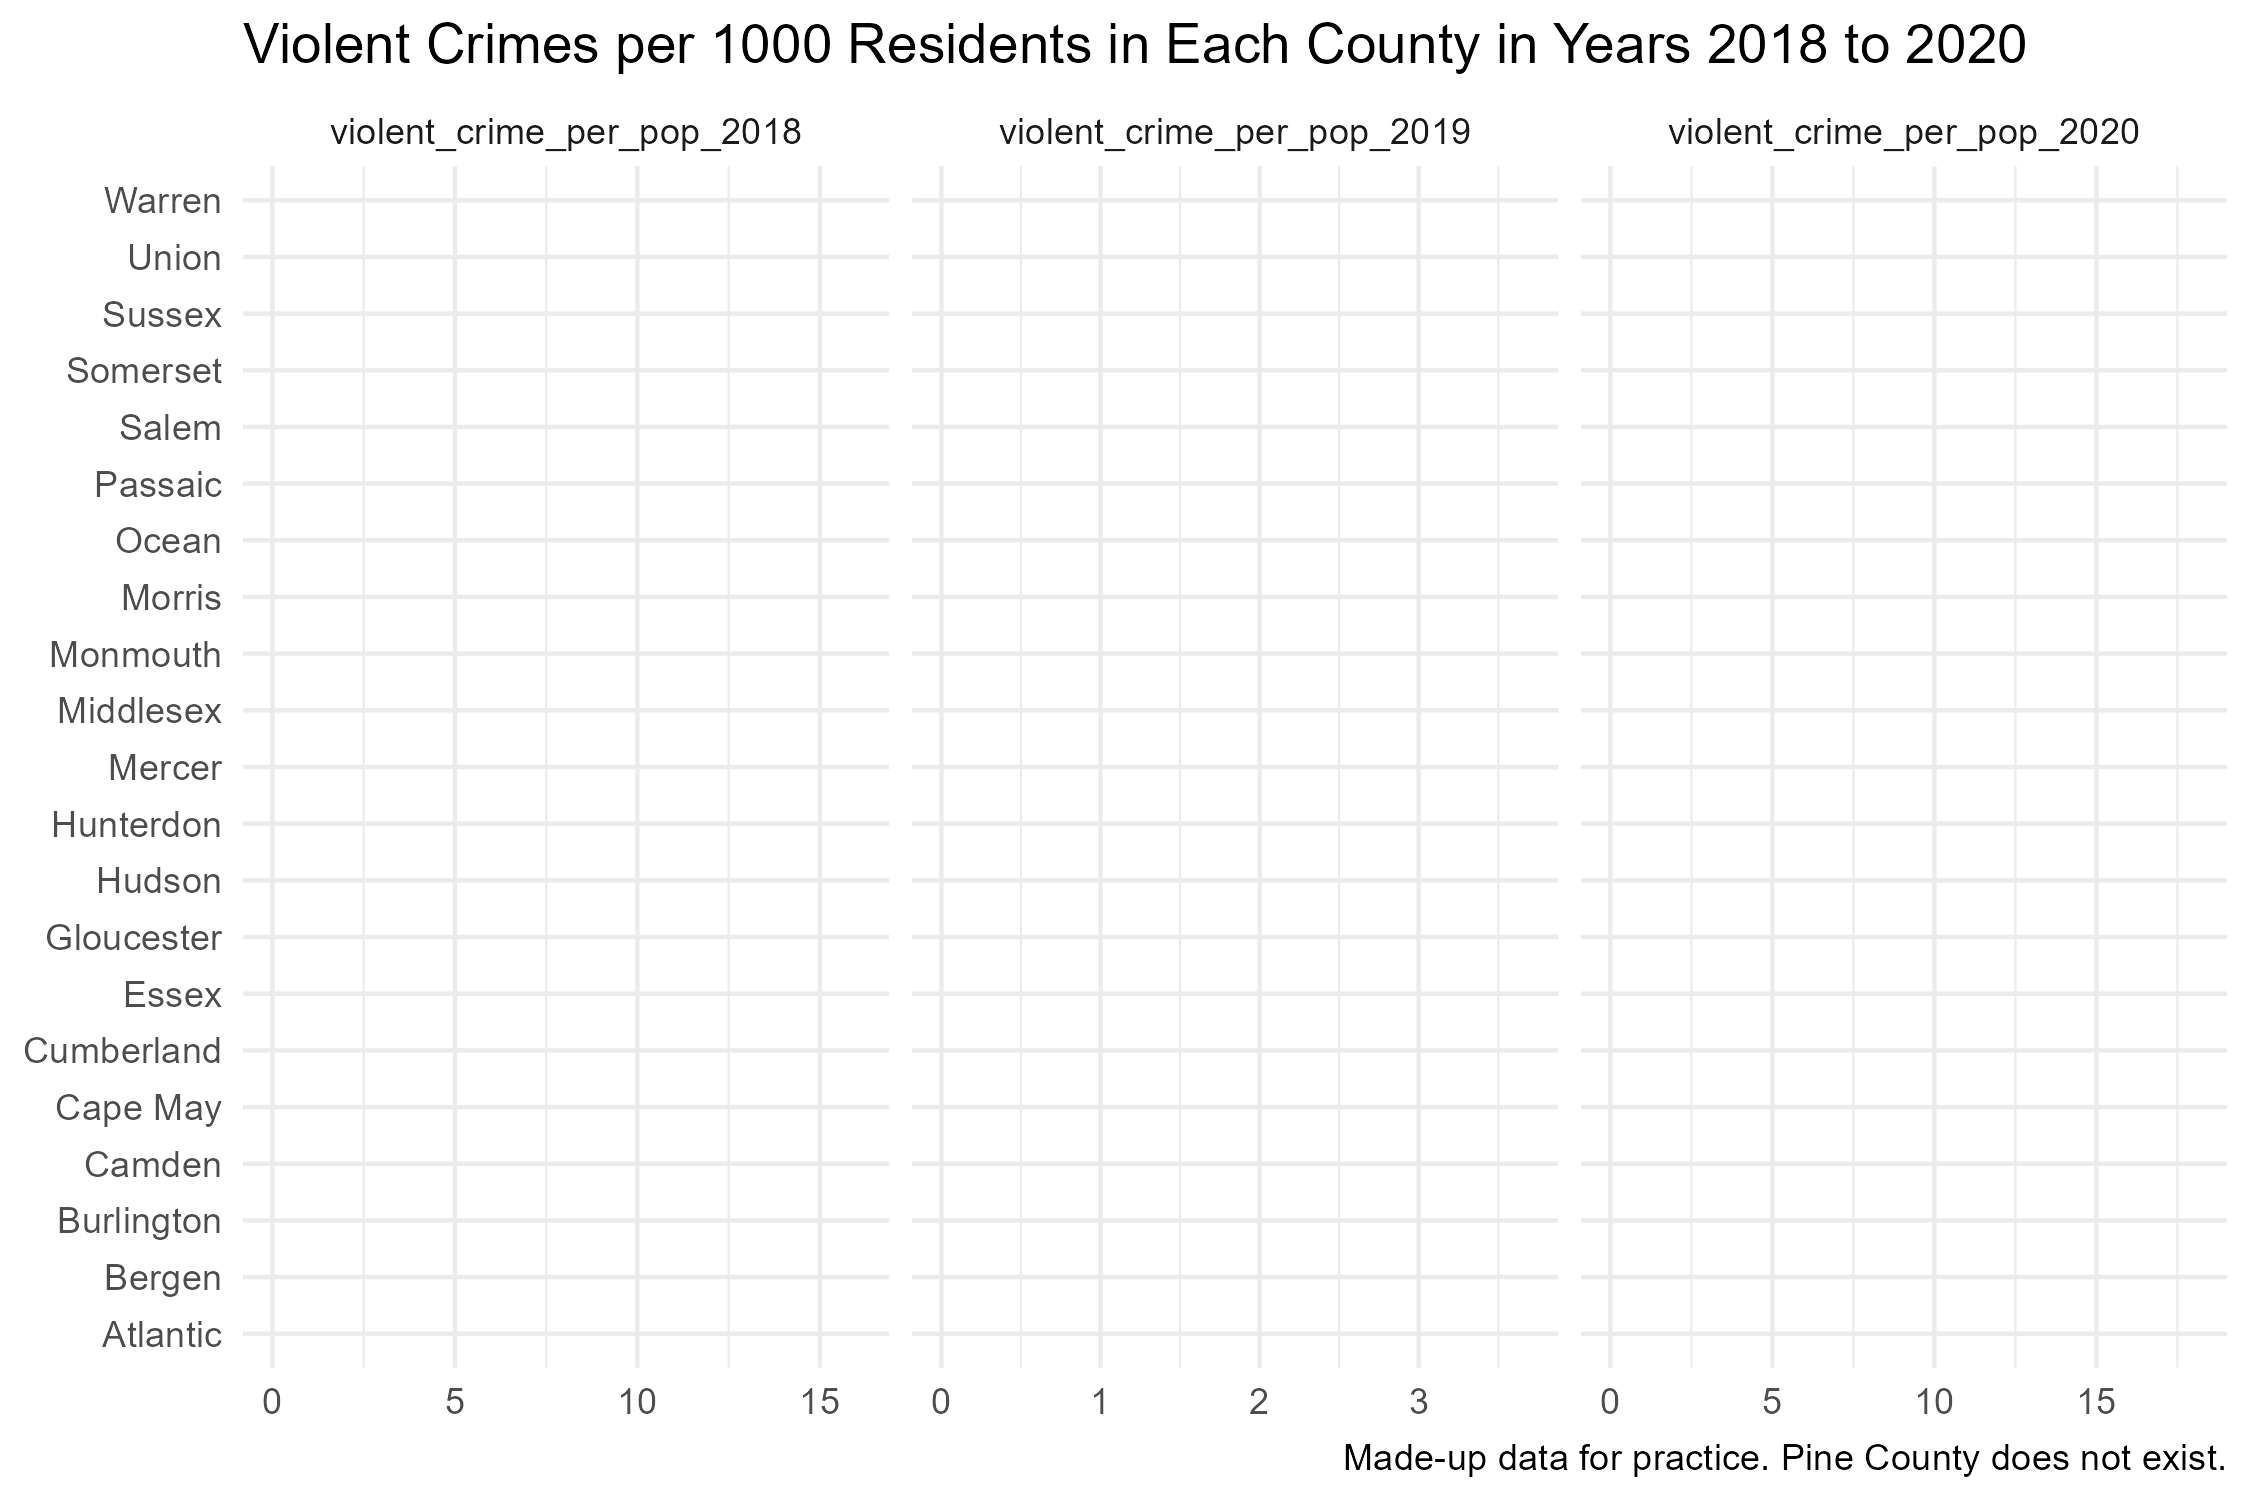 Violent Crimes per 1000 Residents in Each County in Years 2018 to 2020
violent_crime_per_pop_2018 violent_crime_per_pop_2019 violent_crime_per_pop_2020
Warren
Union
Sussex
Somerset
Salem
Passaic
Ocean
Morris
Monmouth
Middlesex
Mercer
Hunterdon
Hudson
Gloucester
Essex
Cumberland
Cape May
Camden
Burlington
Bergen
Atlantic
0 5 10 15 0 1 2 3 0 5 10 15
Made-up data for practice. Pine County does not exist.